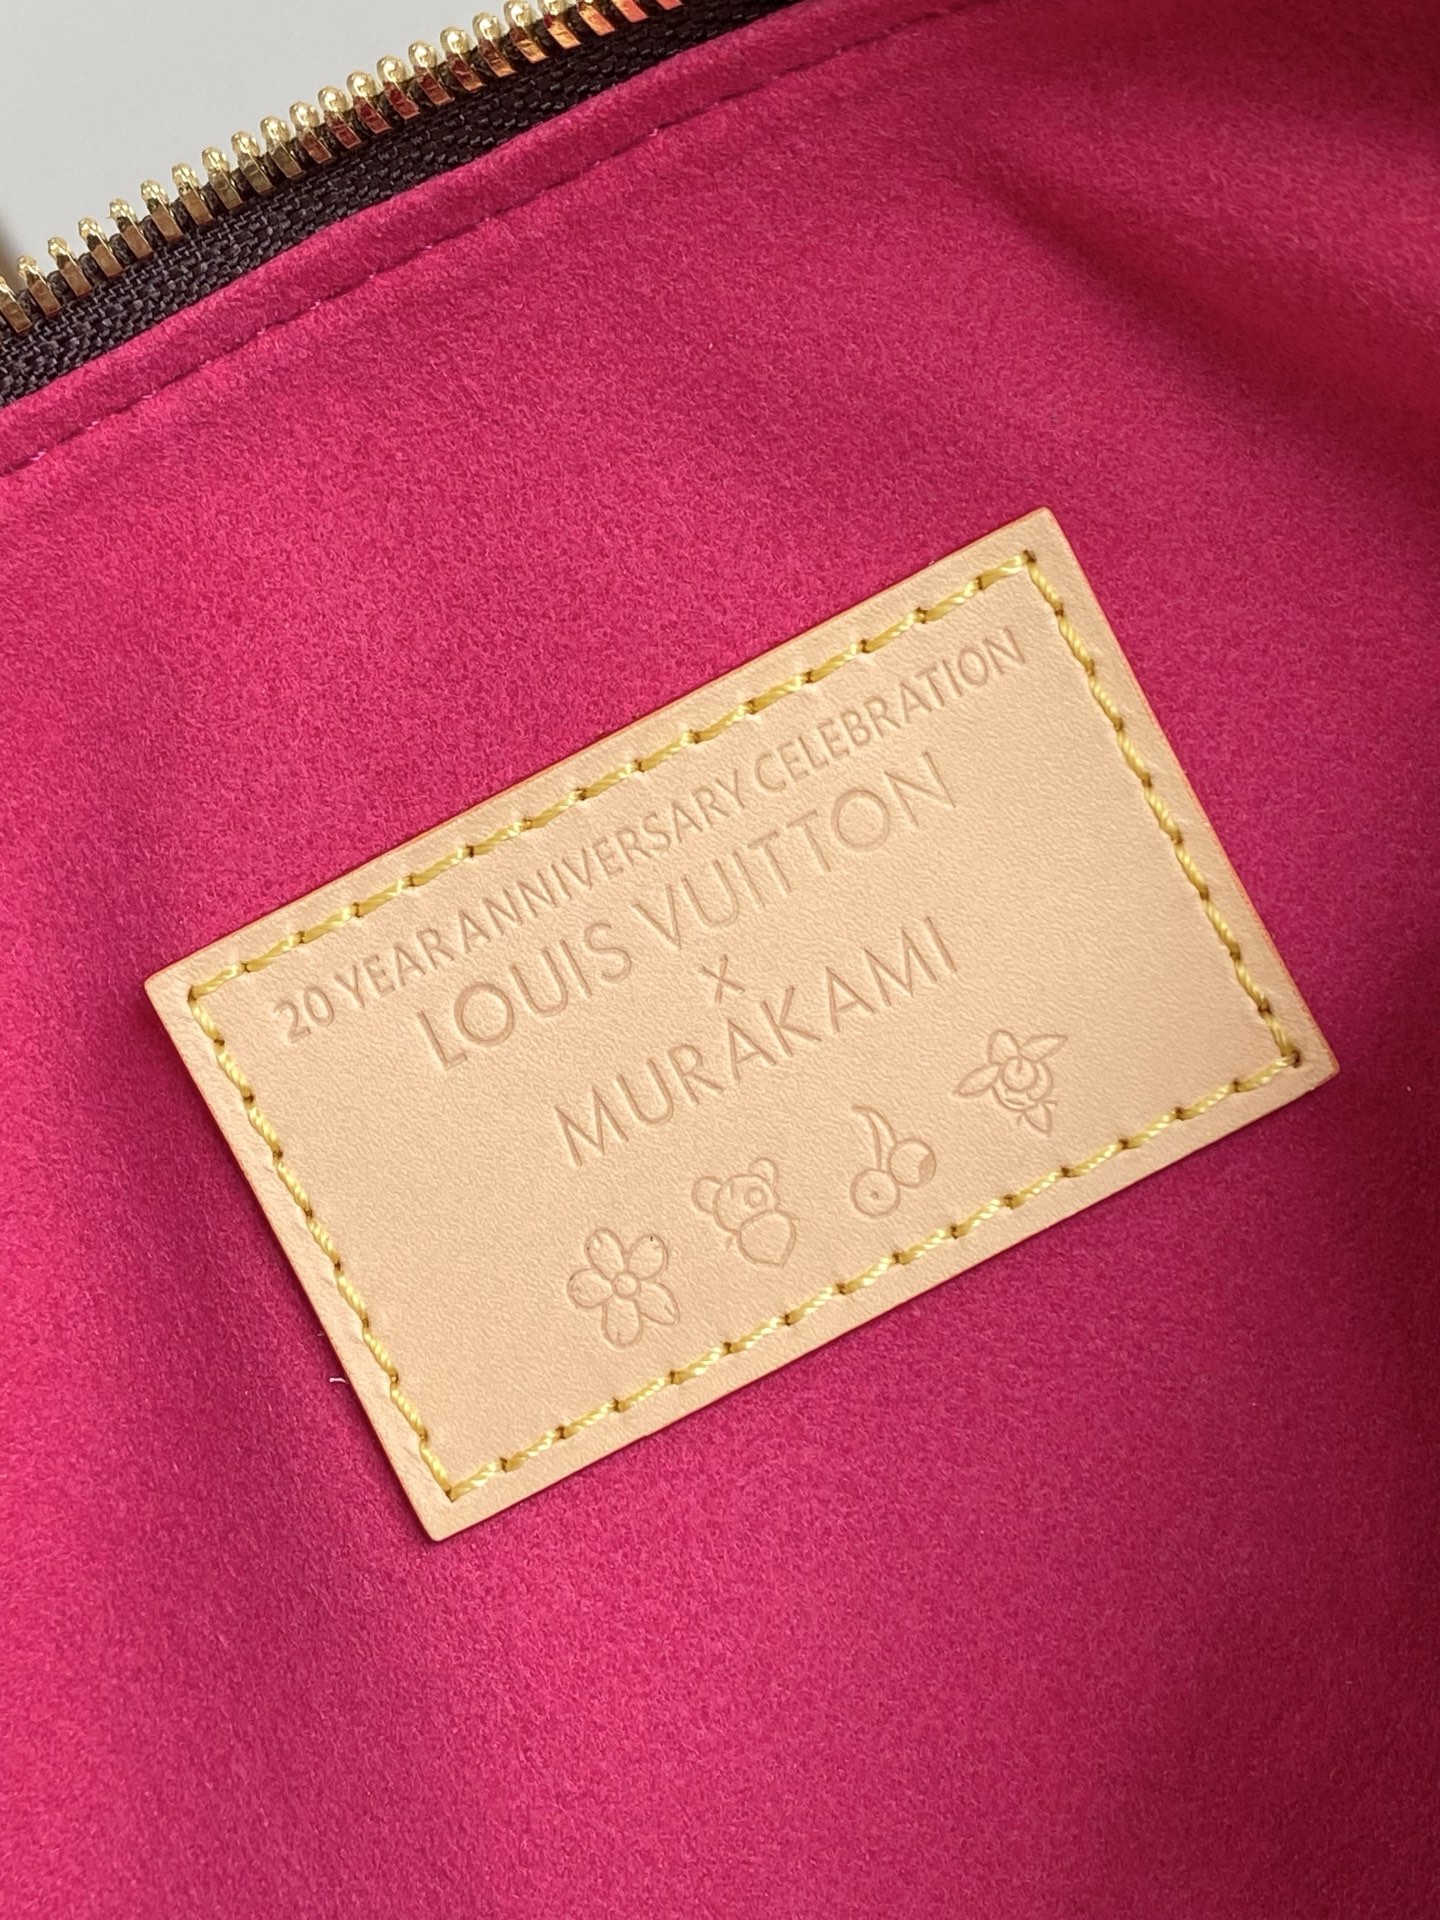 20 YEAR ANNIVERSARY CELEBRATION
LOUIS VUITTON
x
MURAKAMI